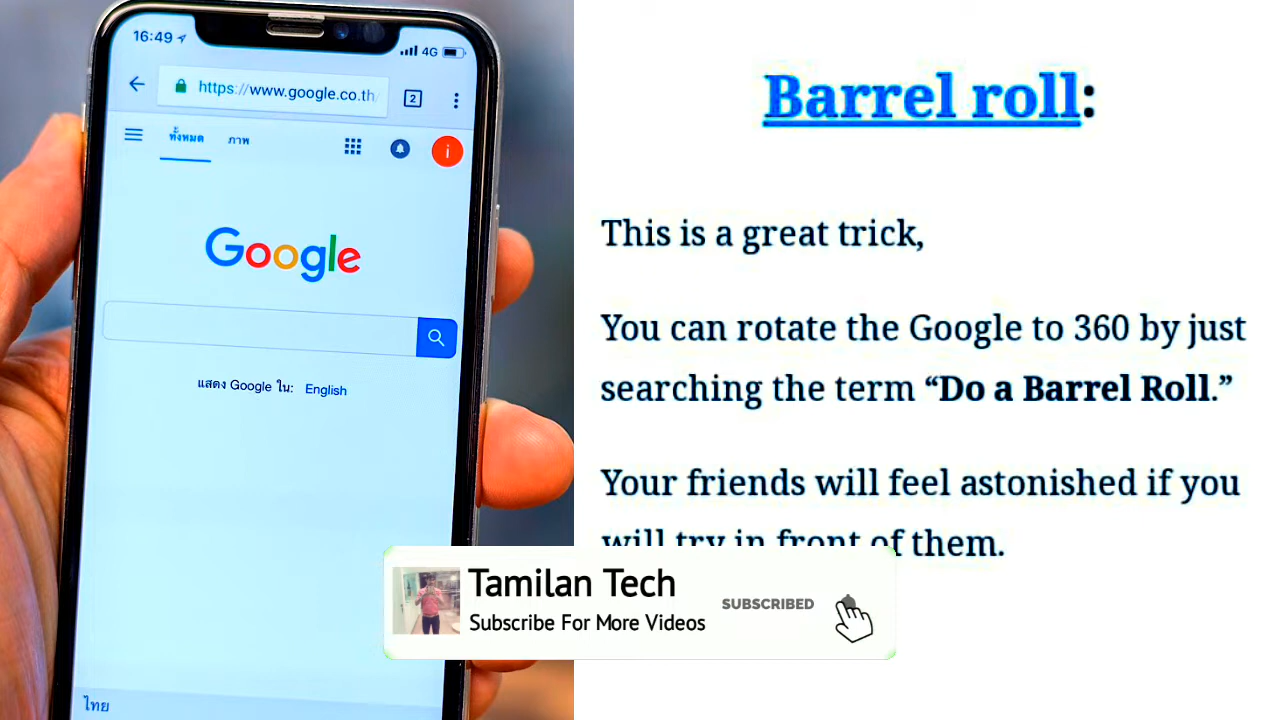 16:49
4G
https://www.google.co.th/
2
ทั้งหมด ภาพ
i
Google
แสดง Google ใน: English
ไทย
Barrel roll:
This is a great trick,
You can rotate the Google to 360 by just
searching the term “Do a Barrel Roll.”
Your friends will feel astonished if you
will try in front of them.
Tamilan Tech
Subscribe For More Videos
SUBSCRIBED